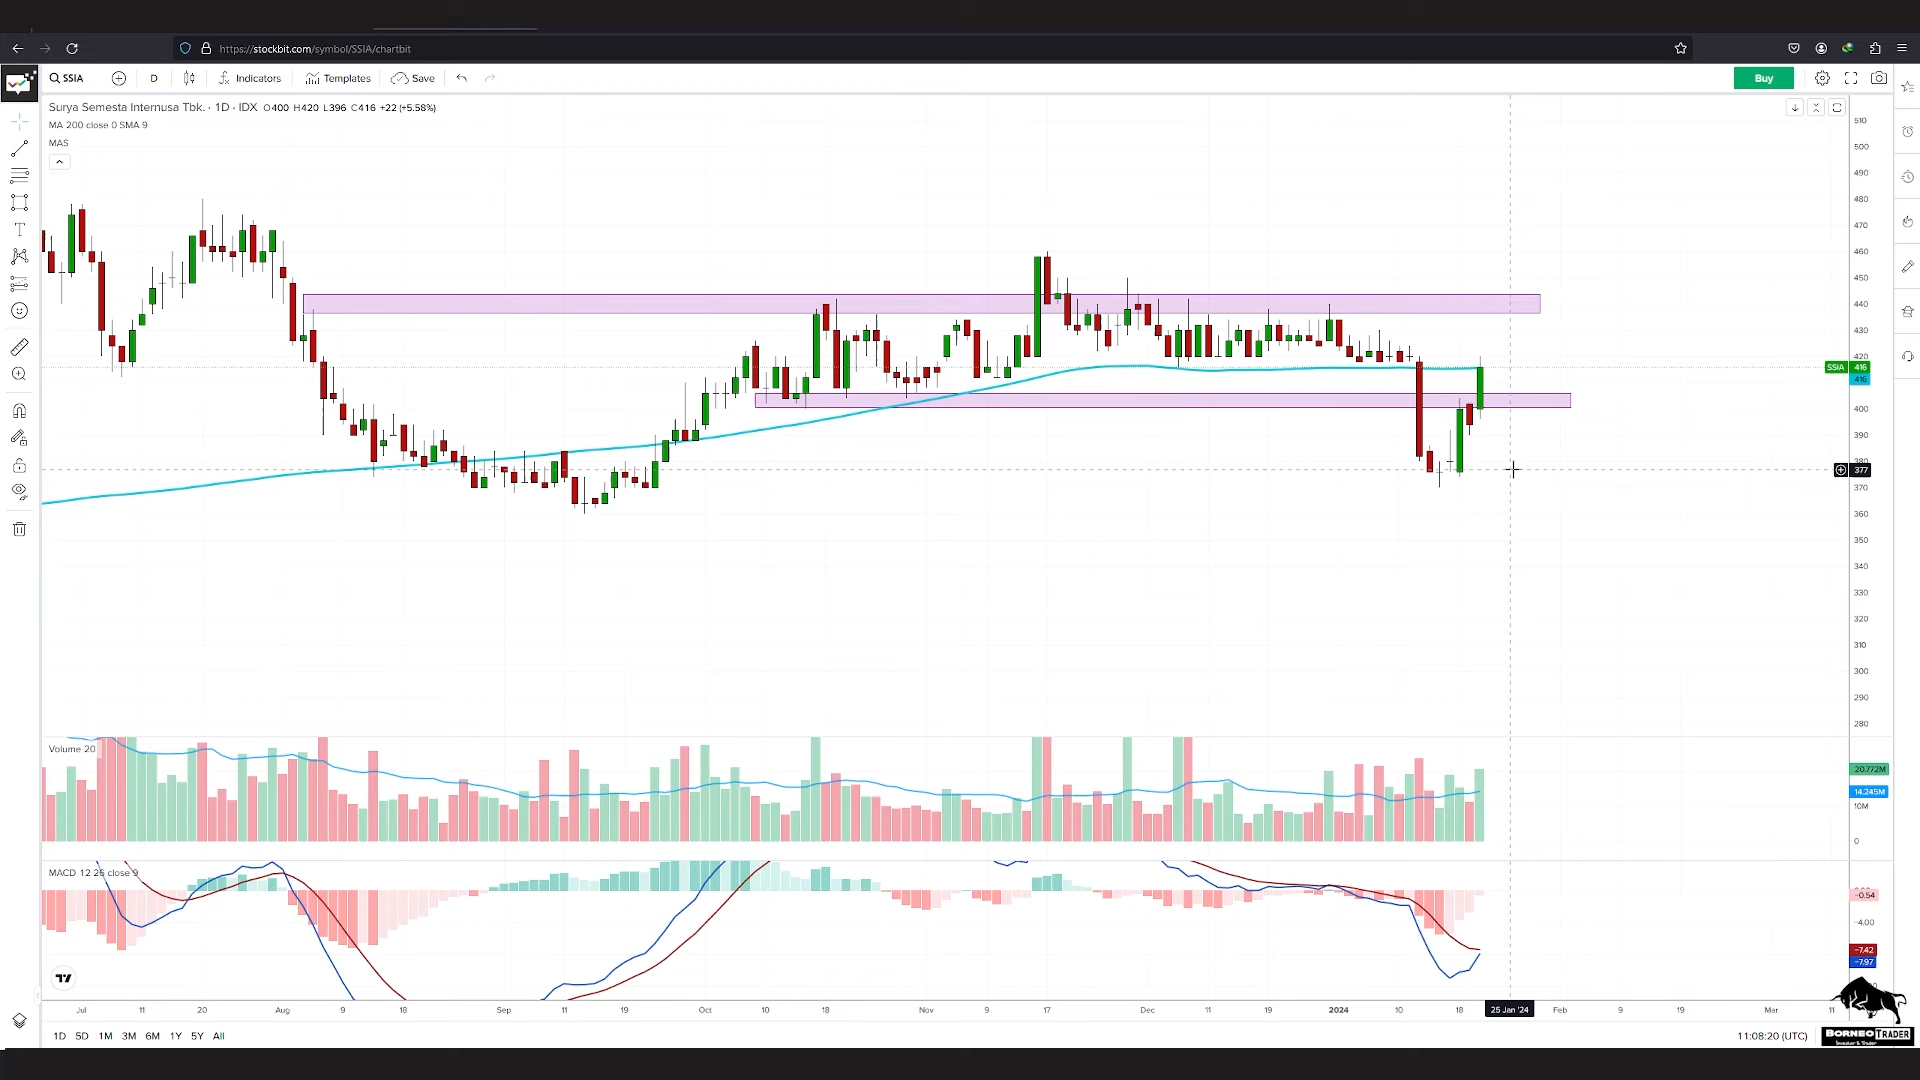 https://stockbit.com/symbol/SSIA/chartbit
SSIA D Indicators Templates Save Buy
Surya Semesta Internusa Tbk. · 1D · IDX O400 H420 L396 C416 +22 (+5.58%)
MA 200 close 0 SMA 9
MAS
510
500
490
480
470
460
450
440
430
420
SSIA 416
416
400
390
380
377
370
360
350
340
330
320
310
300
290
280
Volume 20
20.772M
14.245M
10M
0
MACD 12 26 close 9
−0.54
−4.00
−7.42
−7.97
Jul 11 20 Aug 9 18 Sep 11 19 Oct 10 18 Nov 9 17 Dec 11 19 2024 10 18 25 Jan '24 Feb 9 19 Mar 11
1D 5D 1M 3M 6M 1Y 5Y All
11:08:20 (UTC)
BORNEO TRADER
Investor & Trader